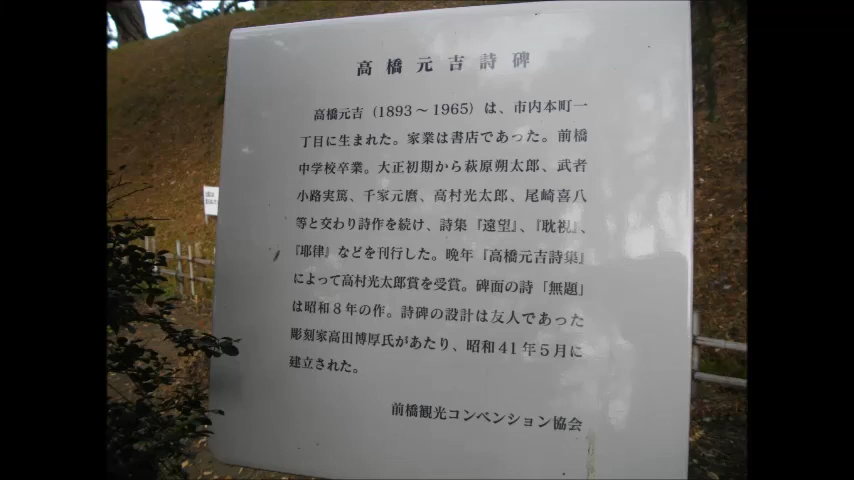 高橋元吉詩碑
高橋元吉（1893～1965）は、市内本町一
丁目に生まれた。家業は書店であった。前橋
中学校卒業。大正初期から萩原朔太郎、武者
小路実篤、千家元麿、高村光太郎、尾崎喜八
等と交わり詩作を続け、詩集『遠望』、『耽視』、
『耶律』などを刊行した。晩年『高橋元吉詩集』
によって高村光太郎賞を受賞。碑面の詩「無題」
は昭和８年の作。詩碑の設計は友人であった
彫刻家高田博厚氏があたり、昭和41年５月に
建立された。
前橋観光コンベンション協会